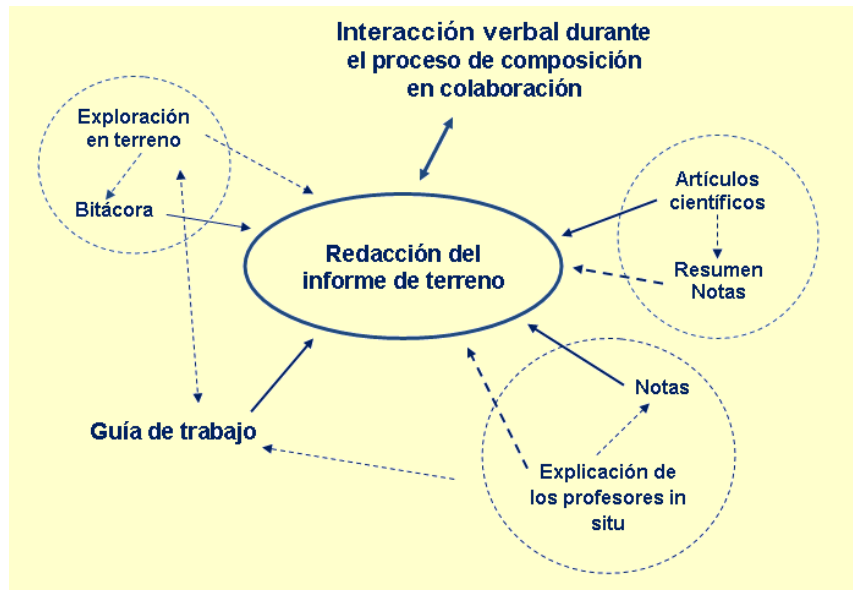 Interacción verbal durante
el proceso de composición
en colaboración
Exploración
en terreno
Bitácora
Artículos
científicos
Resumen
Notas
Redacción del
informe de terreno
Notas
Guía de trabajo
Explicación de
los profesores in
situ